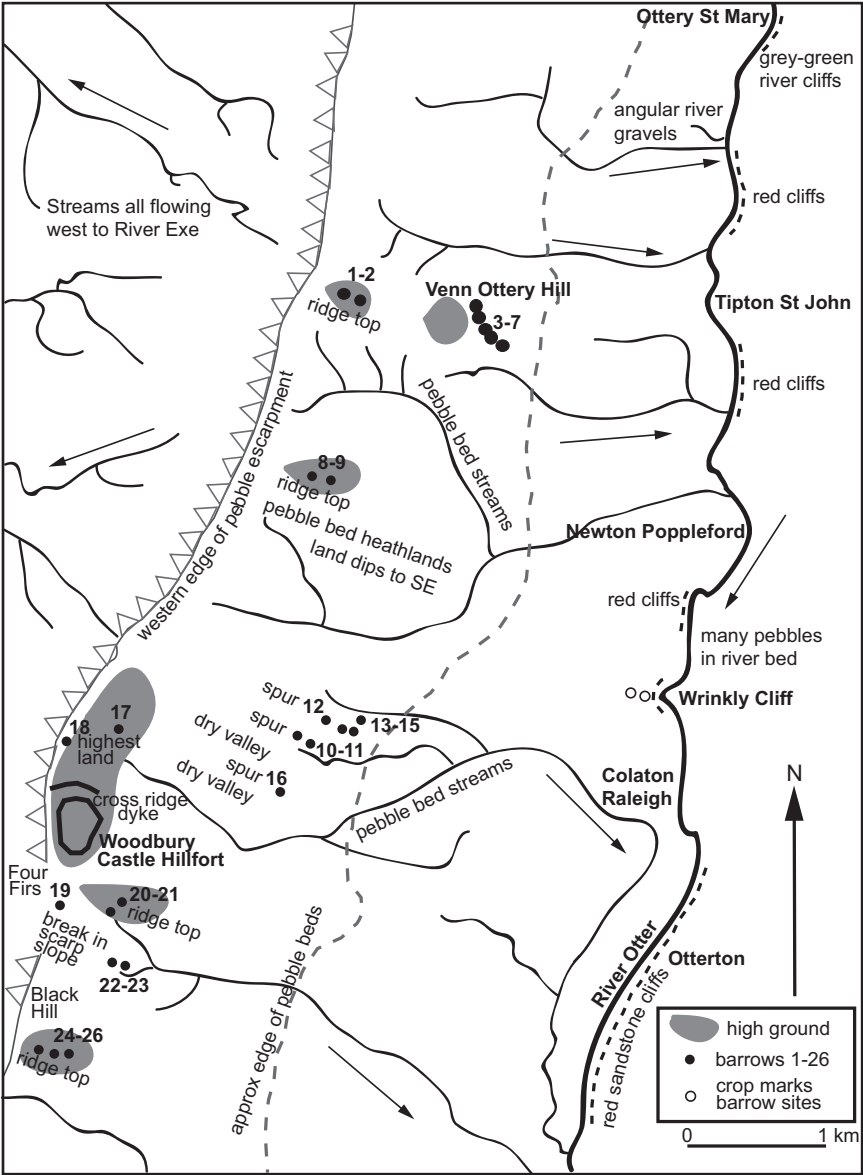 Ottery St Mary
grey-green
river cliffs
angular river
gravels
red cliffs
Streams all flowing
west to River Exe
1-2
ridge top
Venn Ottery Hill
3-7
Tipton St John
red cliffs
western edge of pebble escarpment
pebble bed streams
8-9
ridge top
pebble bed heathlands
land dips to SE
Newton Poppleford
red cliffs
many pebbles
in river bed
Wrinkly Cliff
spur 12
13-15
spur
10-11
dry valley
spur 16
dry valley
17
18
highest
land
cross ridge
dyke
Woodbury
Castle Hillfort
pebble bed streams
Colaton
Raleigh
N
Four
Firs
19
20-21
ridge top
break in
scarp
slope
22-23
Black
Hill
24-26
ridge top
approx edge of pebble beds
River Otter
Otterton
red sandstone cliffs
high ground
barrows 1-26
crop marks
barrow sites
0 1 km